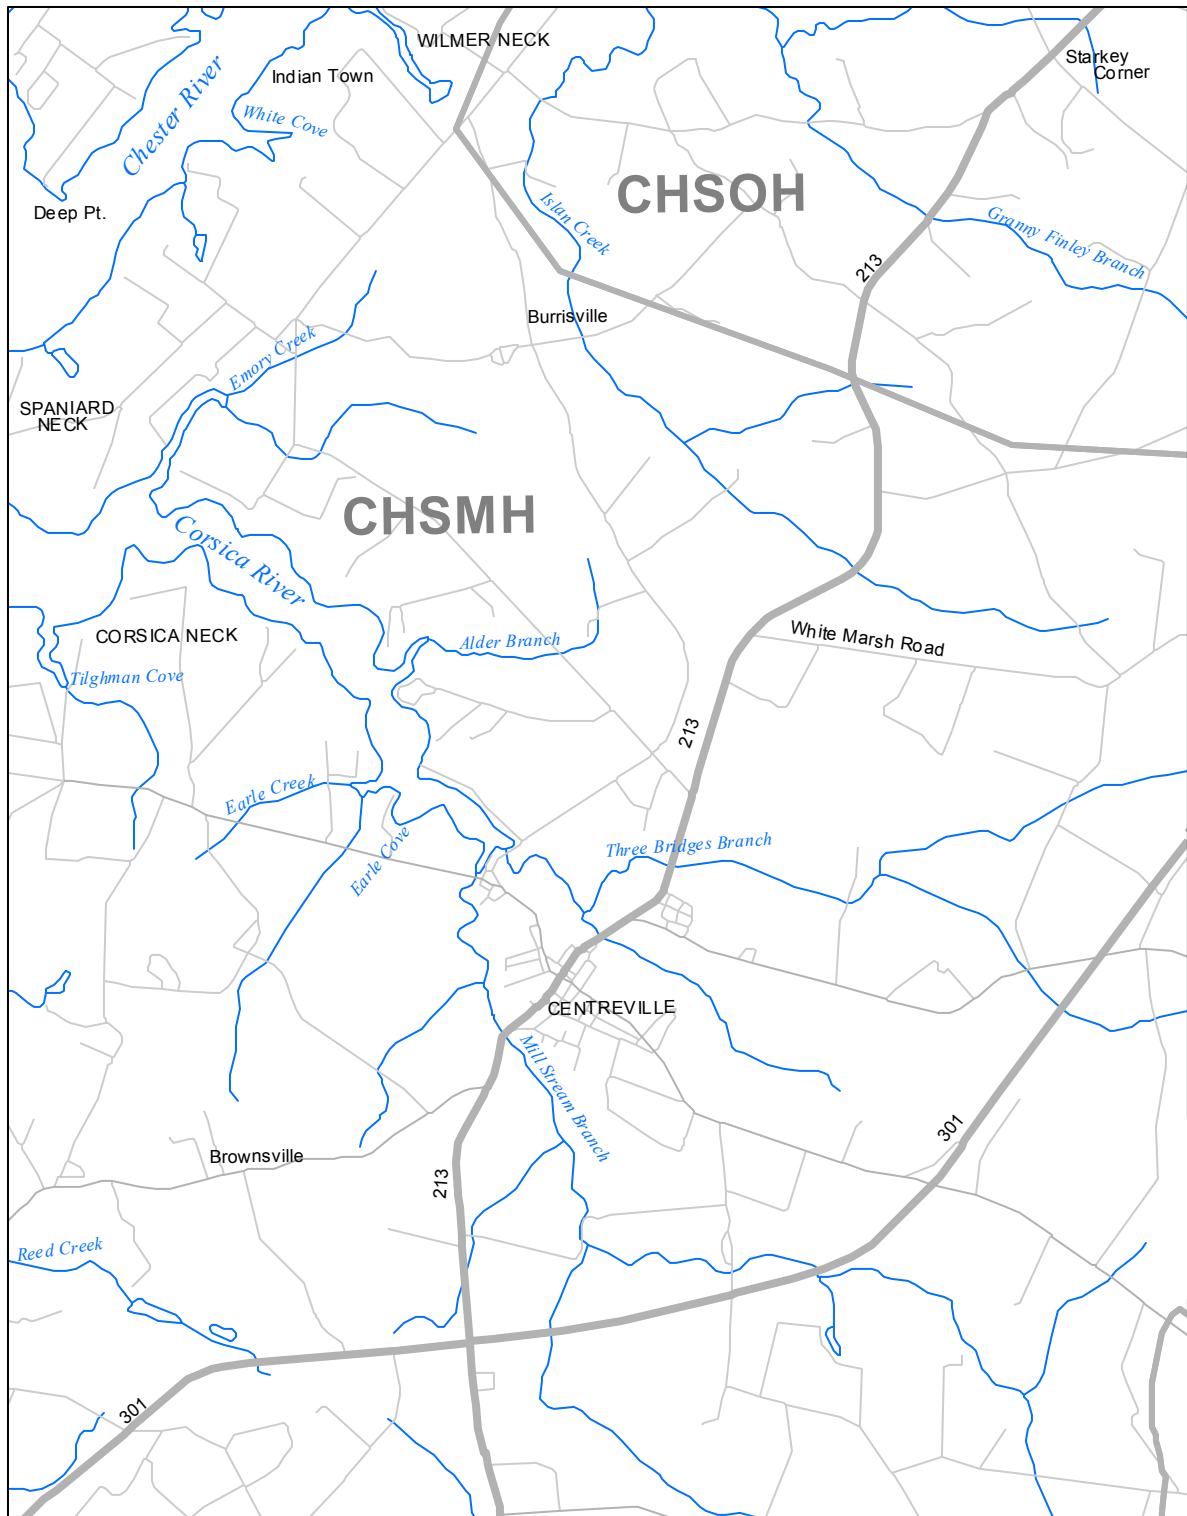 WILMER NECK
Starkey
Corner
Indian Town
Chester River
White Cove
CHSOH
Deep Pt.
Islan Creek
Granny Finley Branch
213
Burrisville
Emory Creek
SPANIARD
NECK
CHSMH
Corsica River
CORSICA NECK
Alder Branch
White Marsh Road
Tilghman Cove
213
Earle Creek
Three Bridges Branch
Earle Cove
CENTREVILLE
Mill Stream Branch
301
Brownsville
213
Reed Creek
301